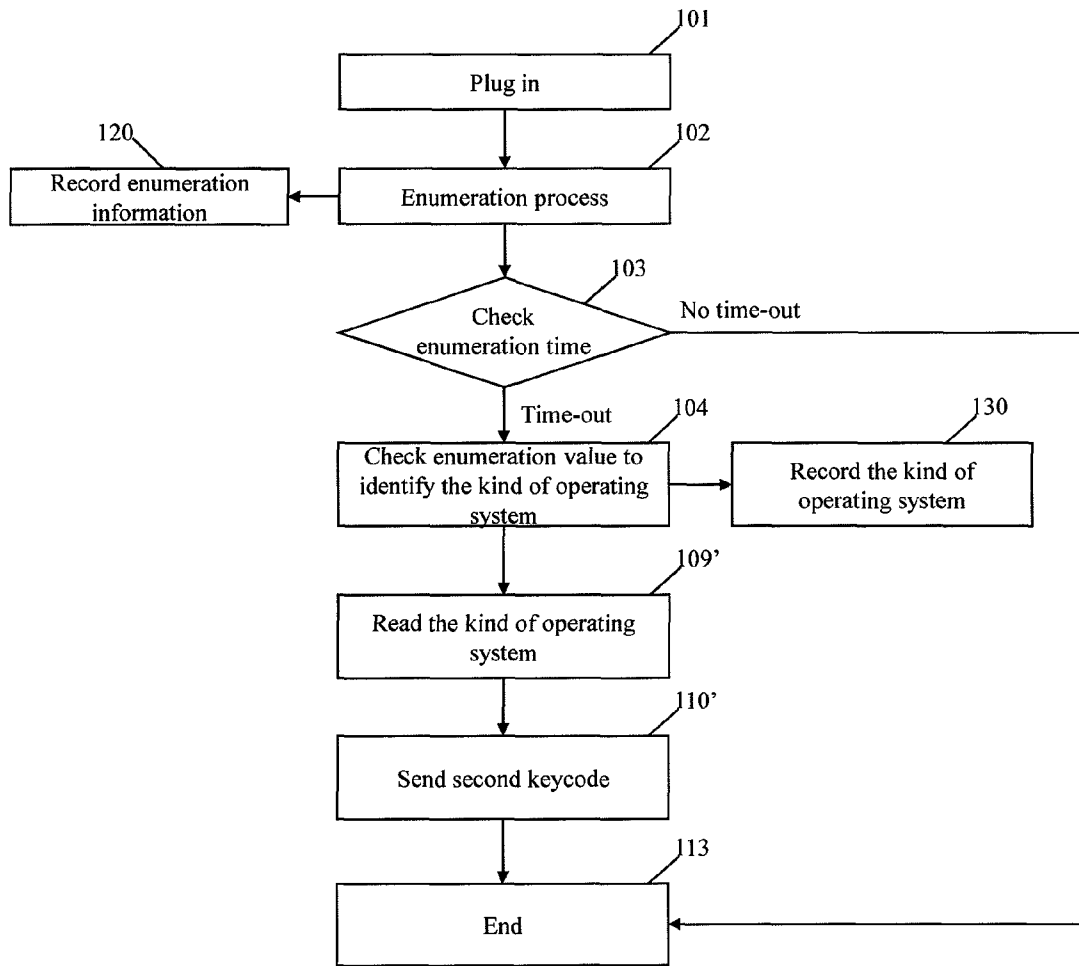 101
Plug in
120
102
Record enumeration
information
Enumeration process
103
No time-out
Check
enumeration time
Time-out
104
130
Check enumeration value to
identify the kind of operating
system
Record the kind of
operating system
109’
Read the kind of operating
system
110’
Send second keycode
113
End